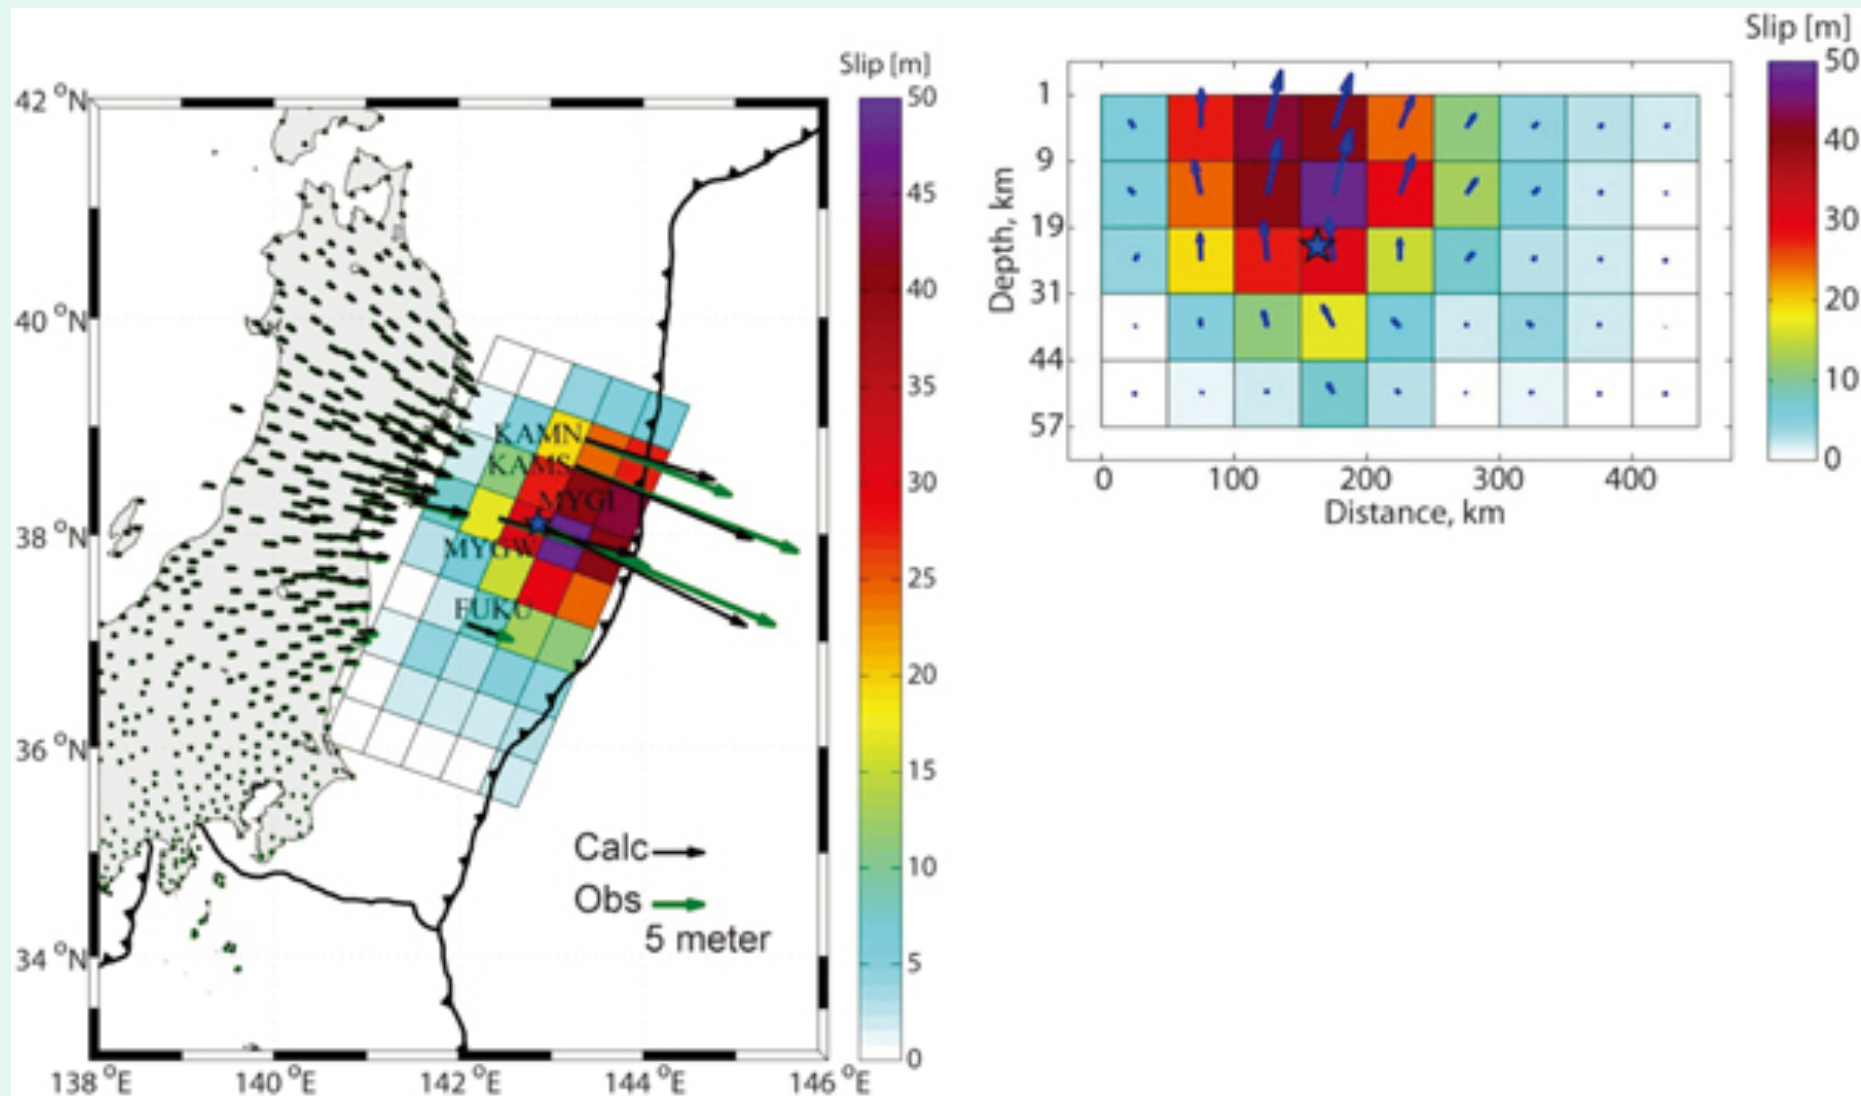 Slip [m]
42 °N
40 °N
38 °N
36 °N
34 °N
138 °E
140 °E
142 °E
144 °E
146 °E
KAMN
KAMS
MYGI
MYGW
FUKU
Calc
Obs
5 meter
50
45
40
35
30
25
20
15
10
5
0
Slip [m]
50
40
30
20
10
0
Depth, km
1
9
19
31
44
57
0
100
200
300
400
Distance, km